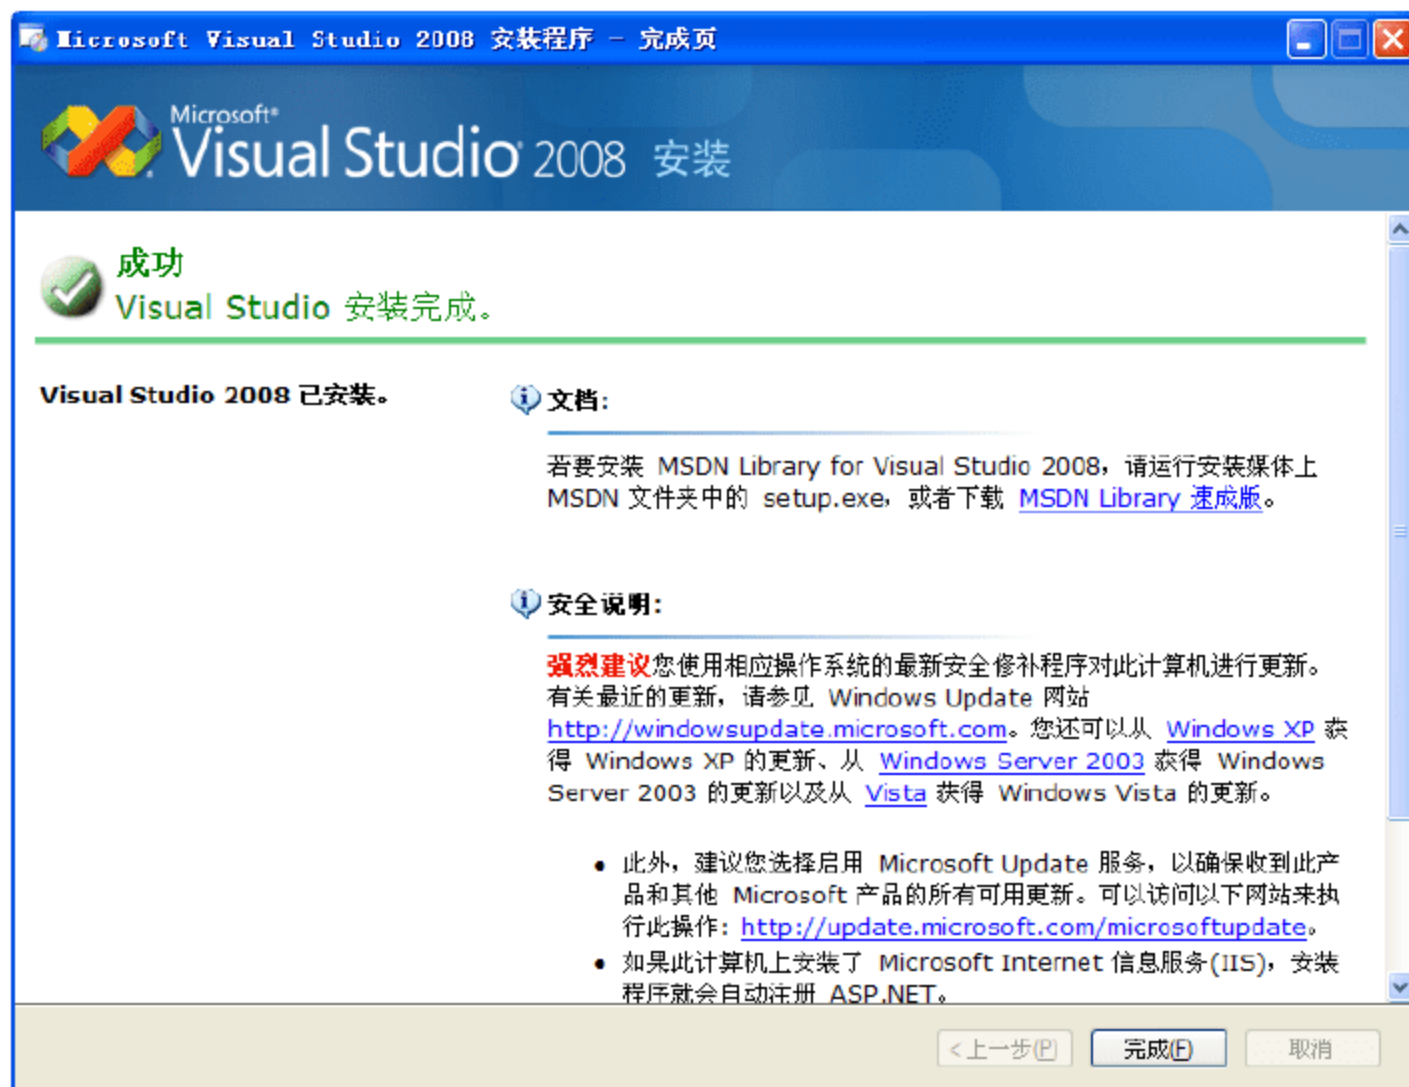 Microsoft Visual Studio 2008 安装程序 - 完成页
Microsoft®
Visual Studio® 2008 安装
成功
Visual Studio 安装完成。
Visual Studio 2008 已安装。
文档:
若要安装 MSDN Library for Visual Studio 2008，请运行安装媒体上
MSDN 文件夹中的 setup.exe，或者下载 MSDN Library 速成版。
安全说明:
强烈建议您使用相应操作系统的最新安全修补程序对此计算机进行更新。
有关最近的更新，请参见 Windows Update 网站
http://windowsupdate.microsoft.com。您还可以从 Windows XP 获
得 Windows XP 的更新、从 Windows Server 2003 获得 Windows
Server 2003 的更新以及从 Vista 获得 Windows Vista 的更新。
• 此外，建议您选择启用 Microsoft Update 服务，以确保收到此产
品和其他 Microsoft 产品的所有可用更新。可以访问以下网站来执
行此操作: http://update.microsoft.com/microsoftupdate。
• 如果此计算机上安装了 Microsoft Internet 信息服务(IIS)，安装
程序就会自动注册 ASP.NET。
<上一步(P) 完成(F) 取消